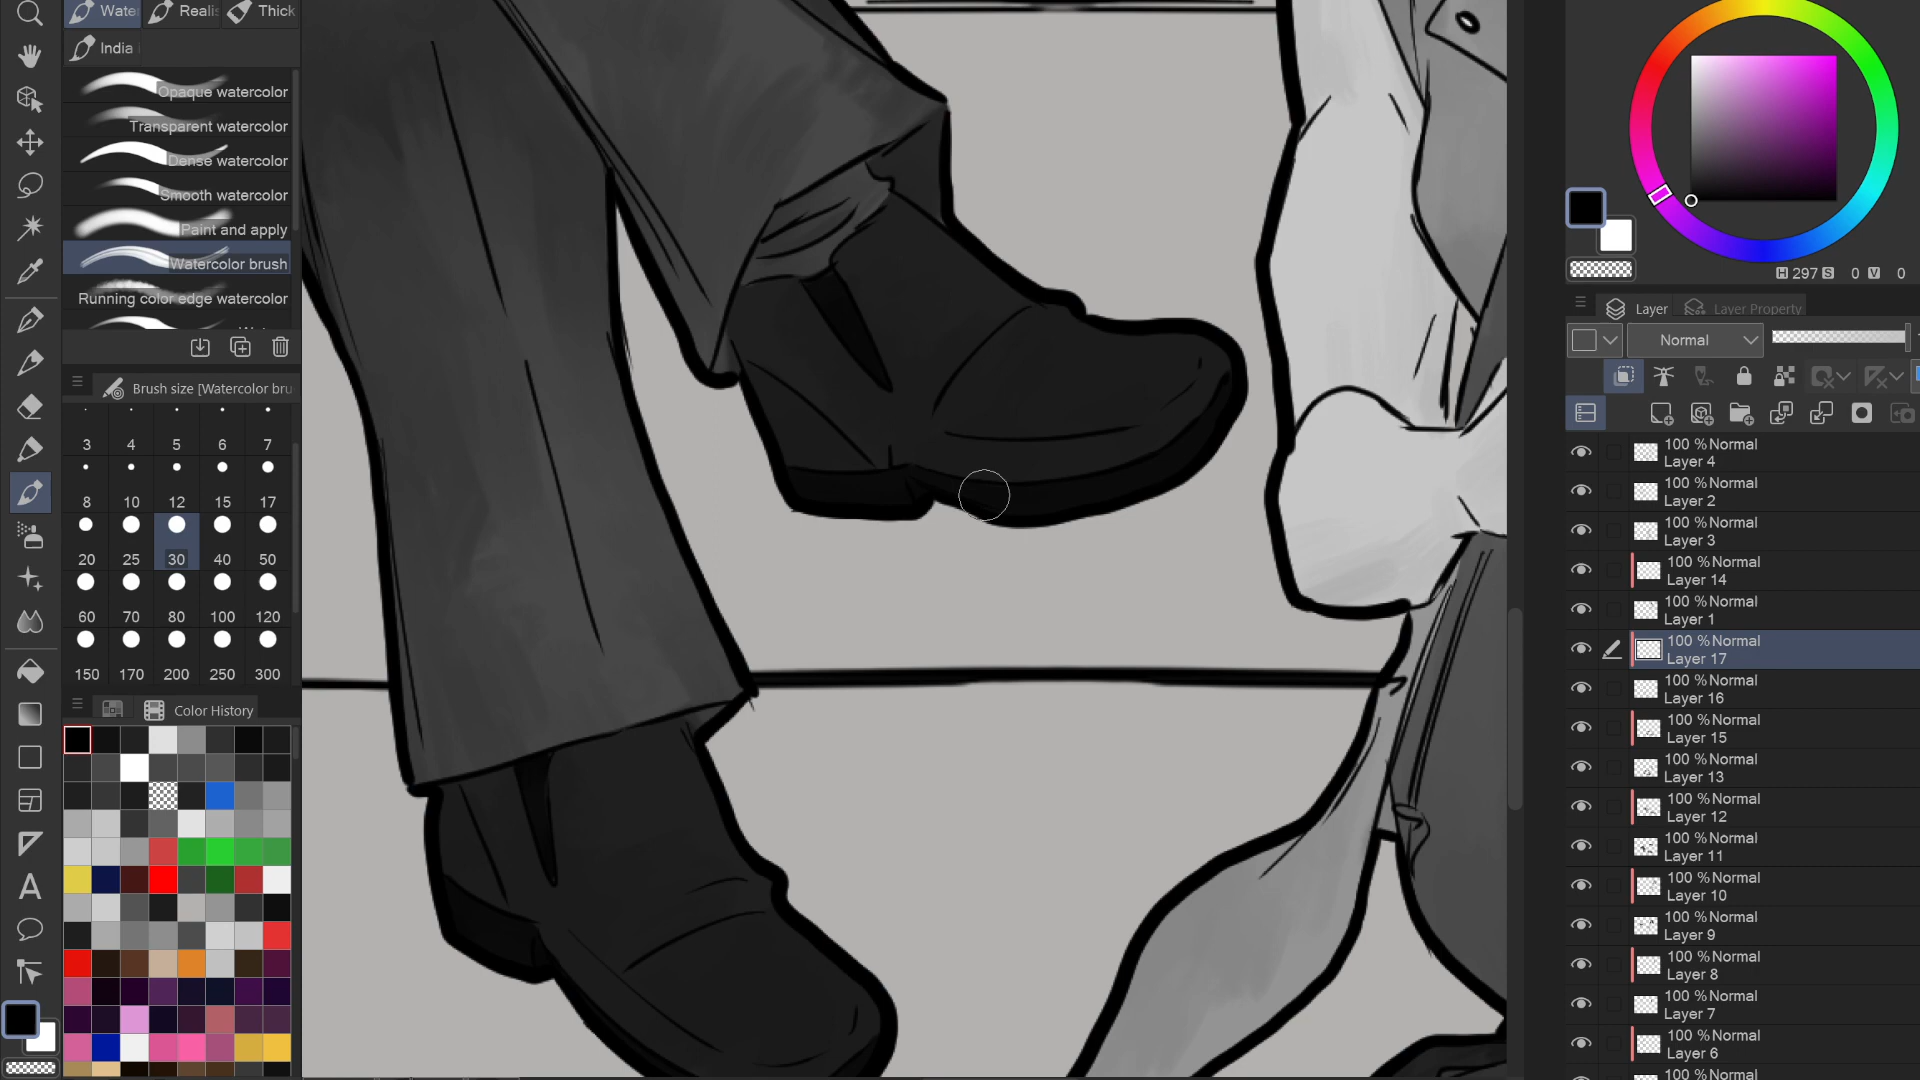 Water
Realis
Thick
India i
Opaque watercolor
Transparent watercolor
Dense watercolor
Smooth watercolor
Paint and apply
Watercolor brush
Running color edge watercolor
Brush size [Watercolor bru
3 4 5 6 7
8 10 12 15 17
20 25 30 40 50
60 70 80 100 120
150 170 200 250 300
Color History
H 297 S 0 V 0
Layer
Layer Property
Normal
100 %Normal
Layer 4
100 %Normal
Layer 2
100 %Normal
Layer 3
100 %Normal
Layer 14
100 %Normal
Layer 1
100 %Normal
Layer 17
100 %Normal
Layer 16
100 %Normal
Layer 15
100 %Normal
Layer 13
100 %Normal
Layer 12
100 %Normal
Layer 11
100 %Normal
Layer 10
100 %Normal
Layer 9
100 %Normal
Layer 8
100 %Normal
Layer 7
100 %Normal
Layer 6
100 %Normal